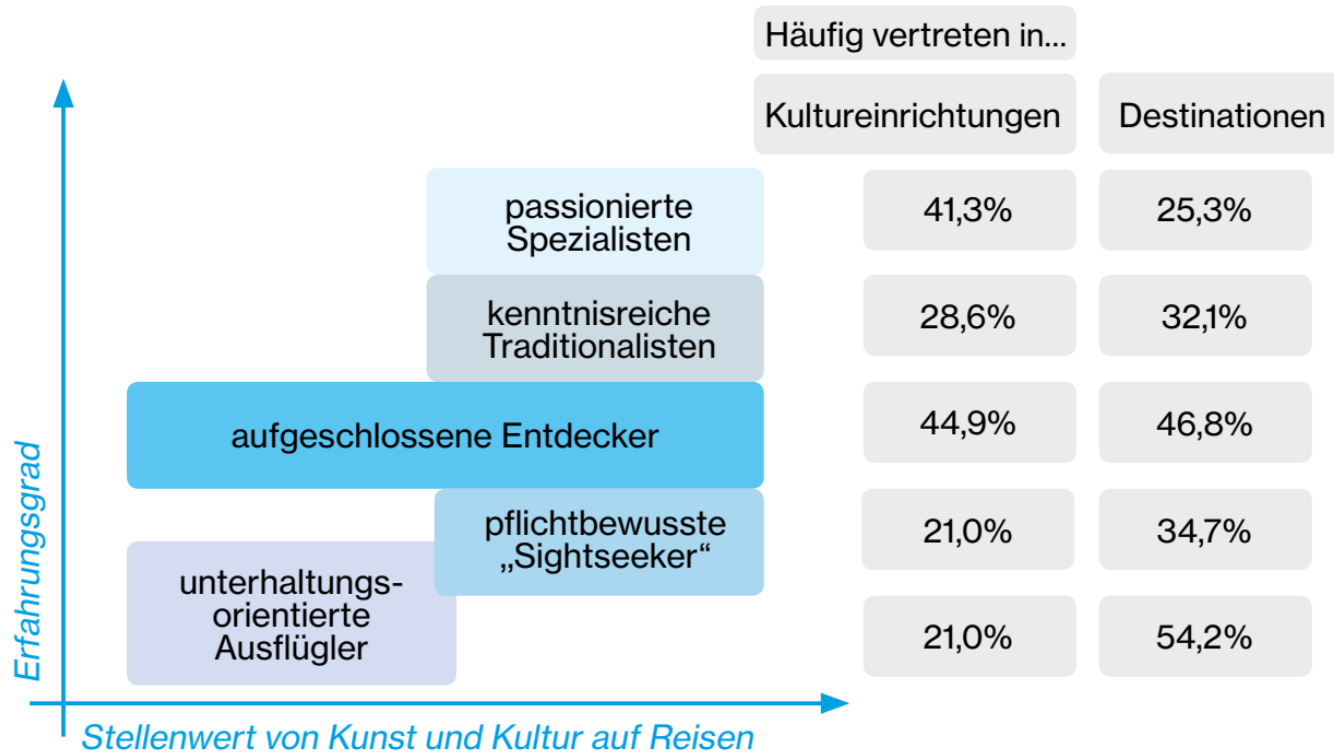 Häufig vertreten in...
Kultureinrichtungen
Destinationen
passionierte
Spezialisten
41,3%
25,3%
kenntnisreiche
Traditionalisten
28,6%
32,1%
aufgeschlossene Entdecker
44,9%
46,8%
pflichtbewusste
„Sightseeker“
21,0%
34,7%
unterhaltungs-
orientierte
Ausflügler
21,0%
54,2%
Erfahrungsgrad
Stellenwert von Kunst und Kultur auf Reisen